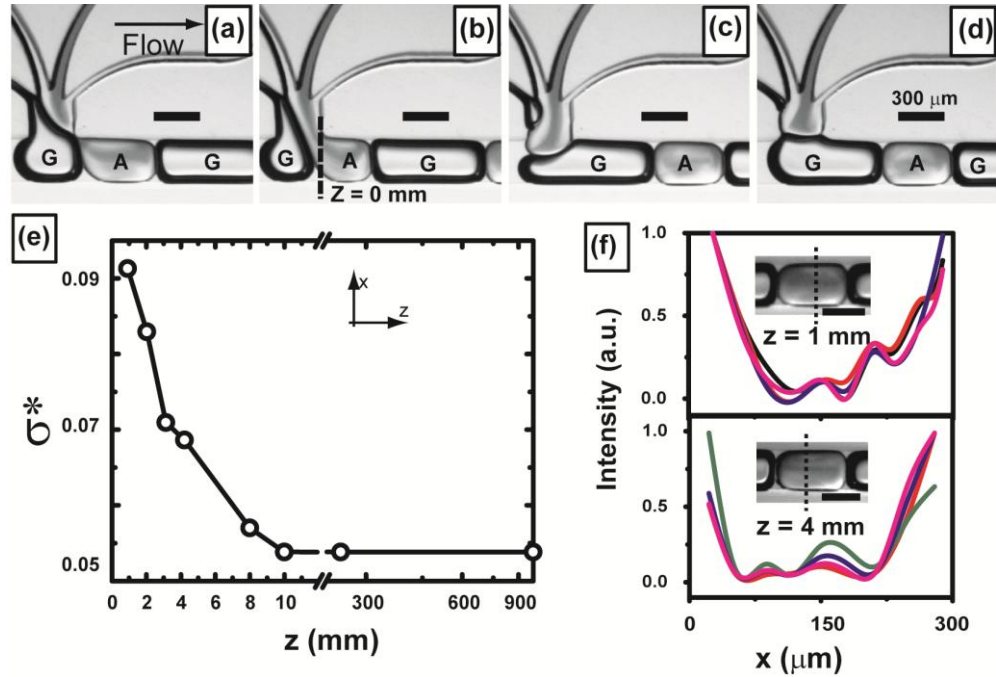 (a)
Flow
G
A
G
(b)
G
A
G
Z = 0 mm
(c)
G
A
(d)
300 μm
G
A
G
(e)
0.09
0.07
0.05
σ*
x
z
0
2
4
6
8
10
300
600
900
z (mm)
(f)
1.0
0.5
0.0
z = 1 mm
Intensity (a.u.)
1.0
0.5
0.0
z = 4 mm
0
150
300
x (μm)